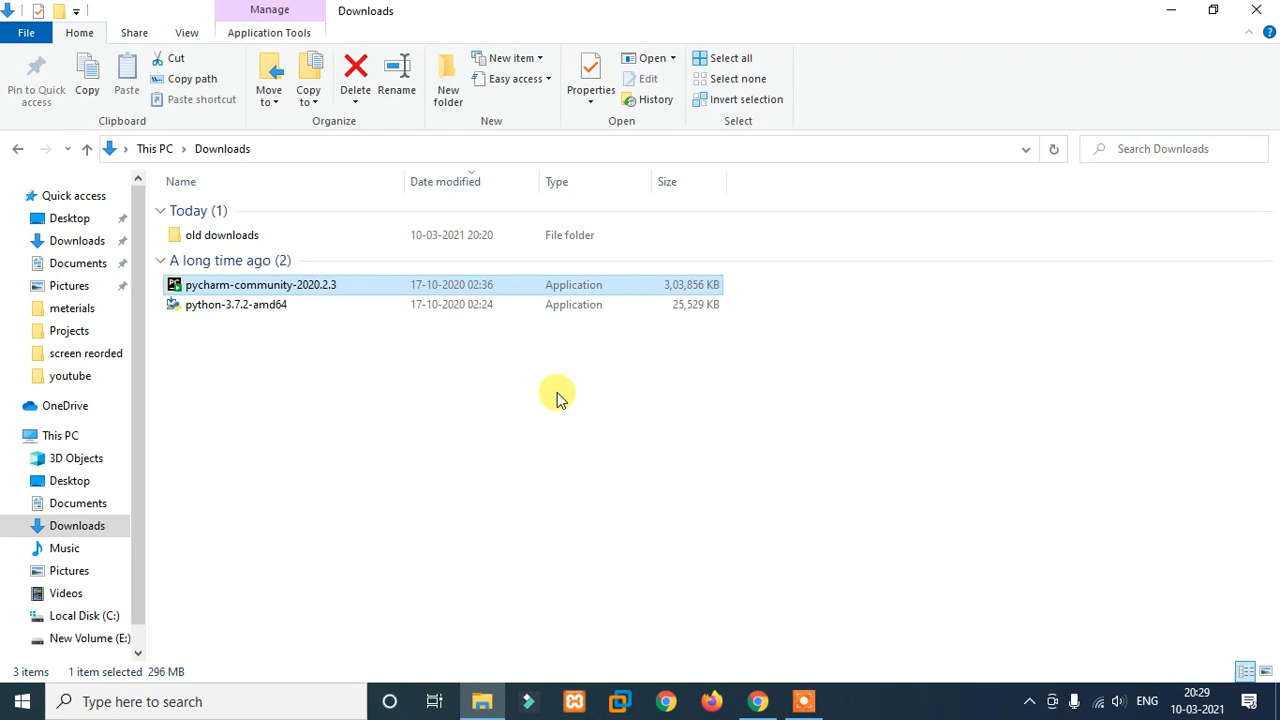 Manage
Downloads
File
Home
Share
View
Application Tools
Pin to Quick access
Copy
Paste
Cut
Copy path
Paste shortcut
Clipboard
Move to
Copy to
Delete
Rename
Organize
New folder
New item
Easy access
New
Properties
Open
Edit
History
Open
Select all
Select none
Invert selection
Select
This PC
Downloads
Search Downloads
Name
Date modified
Type
Size
Today (1)
old downloads 10-03-2021 20:20 File folder
A long time ago (2)
pycharm-community-2020.2.3 17-10-2020 02:36 Application 3,03,856 KB
python-3.7.2-amd64 17-10-2020 02:24 Application 25,529 KB
Quick access
Desktop
Downloads
Documents
Pictures
meterials
Projects
screen reorded
youtube
OneDrive
This PC
3D Objects
Desktop
Documents
Downloads
Music
Pictures
Videos
Local Disk (C:)
New Volume (E:)
3 items 1 item selected 296 MB
Type here to search
ENG
20:29
10-03-2021